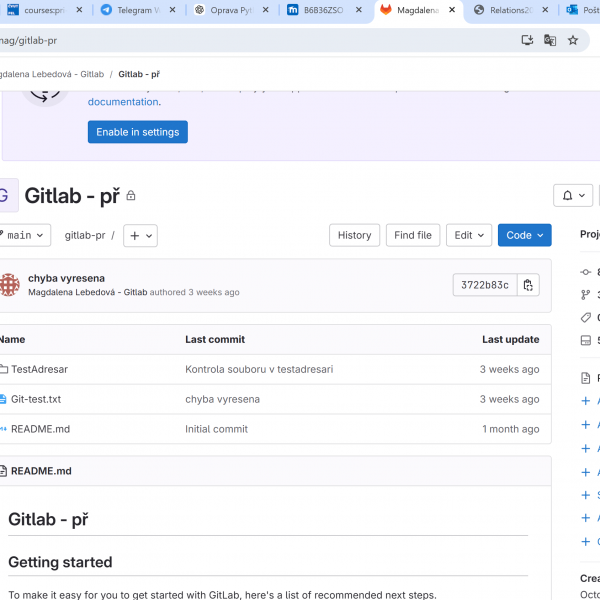 courses:pri
Telegram W
Oprava Pyt
B6B36ZSO
Magdalena
Relations2
Pošt
nag/gitlab-pr
gdalena Lebedová - Gitlab / Gitlab - př
documentation.
Enable in settings
G Gitlab - př
main gitlab-pr / + History Find file Edit Code
Proj
chyba vyresena
Magdalena Lebedová - Gitlab authored 3 weeks ago
3722b83c
Name Last commit Last update
TestAdresar Kontrola souboru v testadresari 3 weeks ago
Git-test.txt chyba vyresena 3 weeks ago
README.md Initial commit 1 month ago
README.md
Gitlab - př
Getting started
To make it easy for you to get started with GitLab, here's a list of recommended next steps.
Crea
Octo